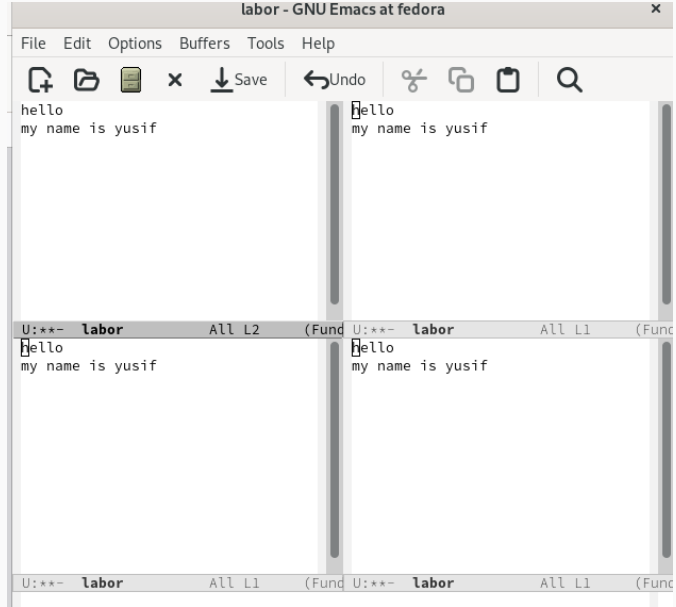 labor - GNU Emacs at fedora
File Edit Options Buffers Tools Help
Save Undo
hello
my name is yusif
U:**- labor All L2 (Fund
hello
my name is yusif
U:**- labor All L1 (Func
hello
my name is yusif
U:**- labor All L1 (Fund
hello
my name is yusif
U:**- labor All L1 (Func